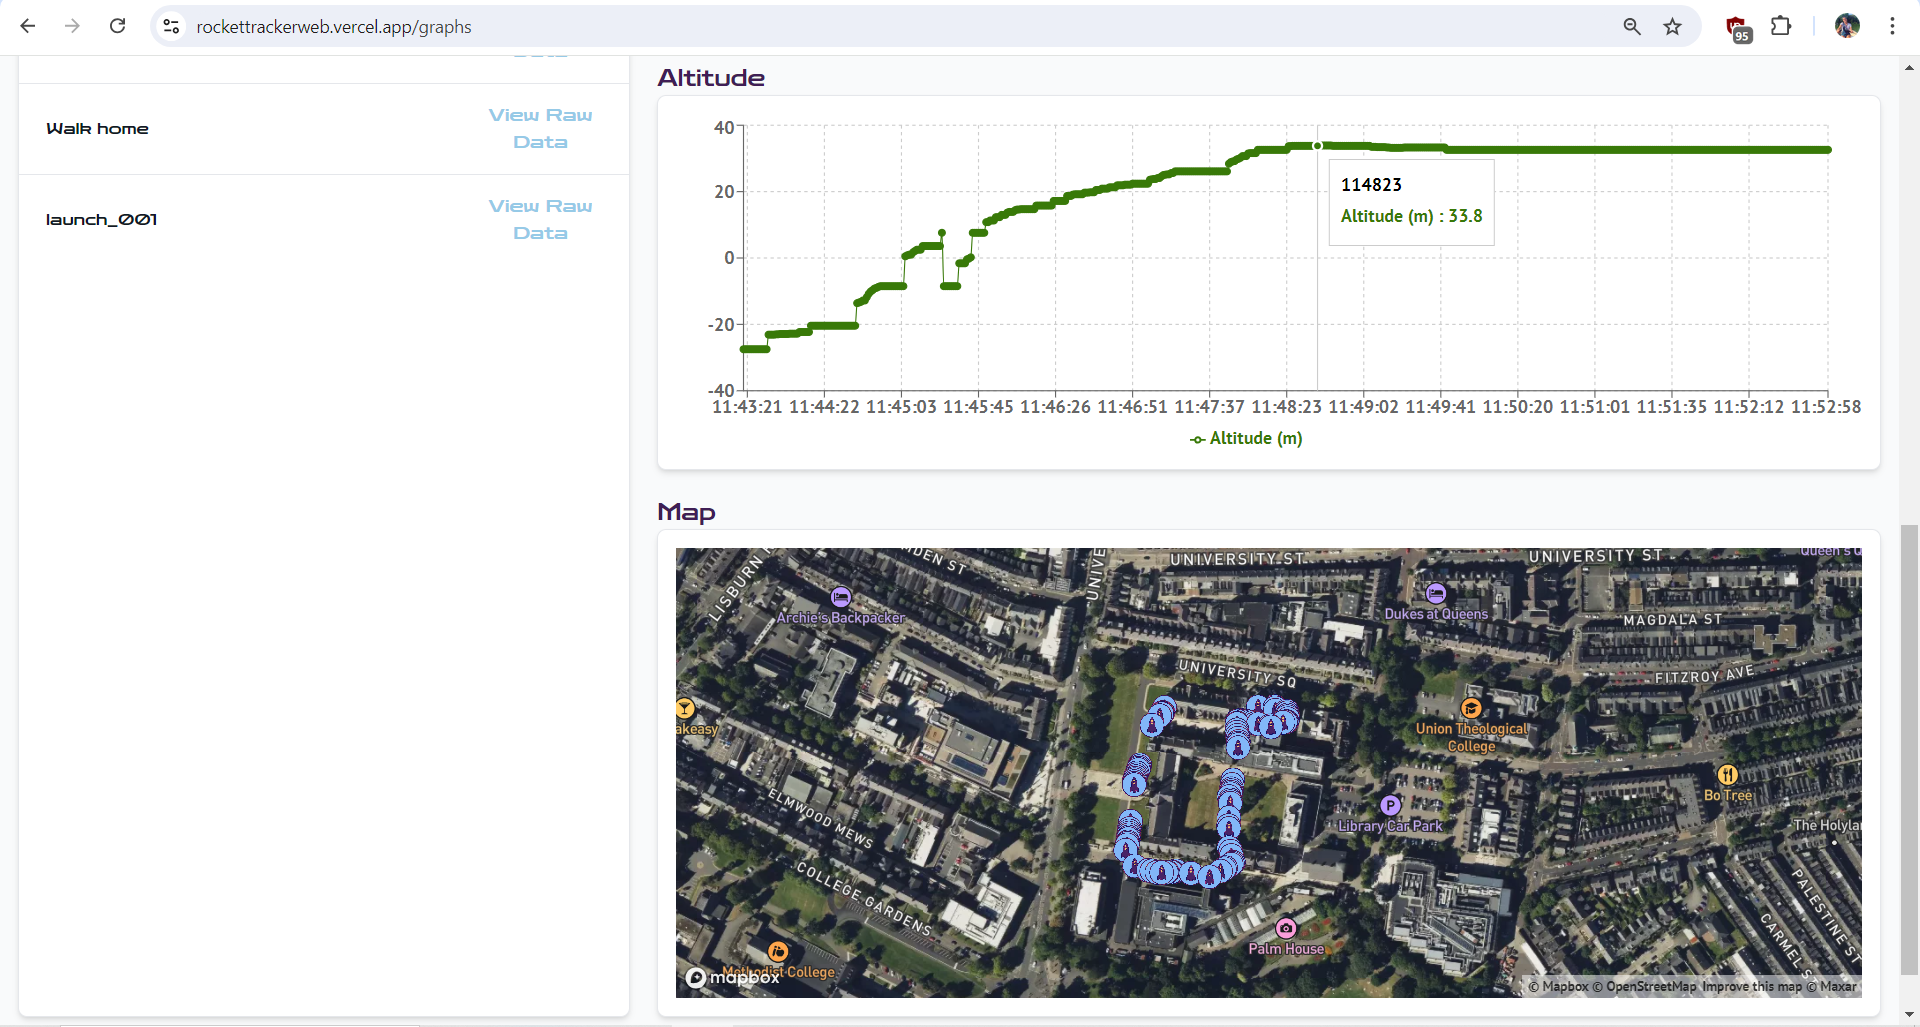 rockettrackerweb.vercel.app/graphs
95
Data
Walk home
View Raw
Data
launch_001
View Raw
Data
Altitude
40
20
0
-20
-40
114823
Altitude (m) : 33.8
11:43:21 11:44:22 11:45:03 11:45:45 11:46:26 11:46:51 11:47:37 11:48:23 11:49:02 11:49:41 11:50:20 11:51:01 11:51:35 11:52:12 11:52:58
Altitude (m)
Map
LISBURN
MDEN ST
UNIVE
UNIVERSITY ST
UNIVERSITY ST
Queen's Q
Archie's Backpacker
Dukes at Queens
MAGDALA ST
UNIVERSITY SQ
FITZROY AVE
akeasy
Union Theological
College
ELMWOOD MEWS
P
Library Car Park
Bo Tree
The Holylan
COLLEGE GARDENS
PALESTINE ST
CARMEL S
Palm House
Methodist College
mapbox
© Mapbox © OpenStreetMap Improve this map © Maxar